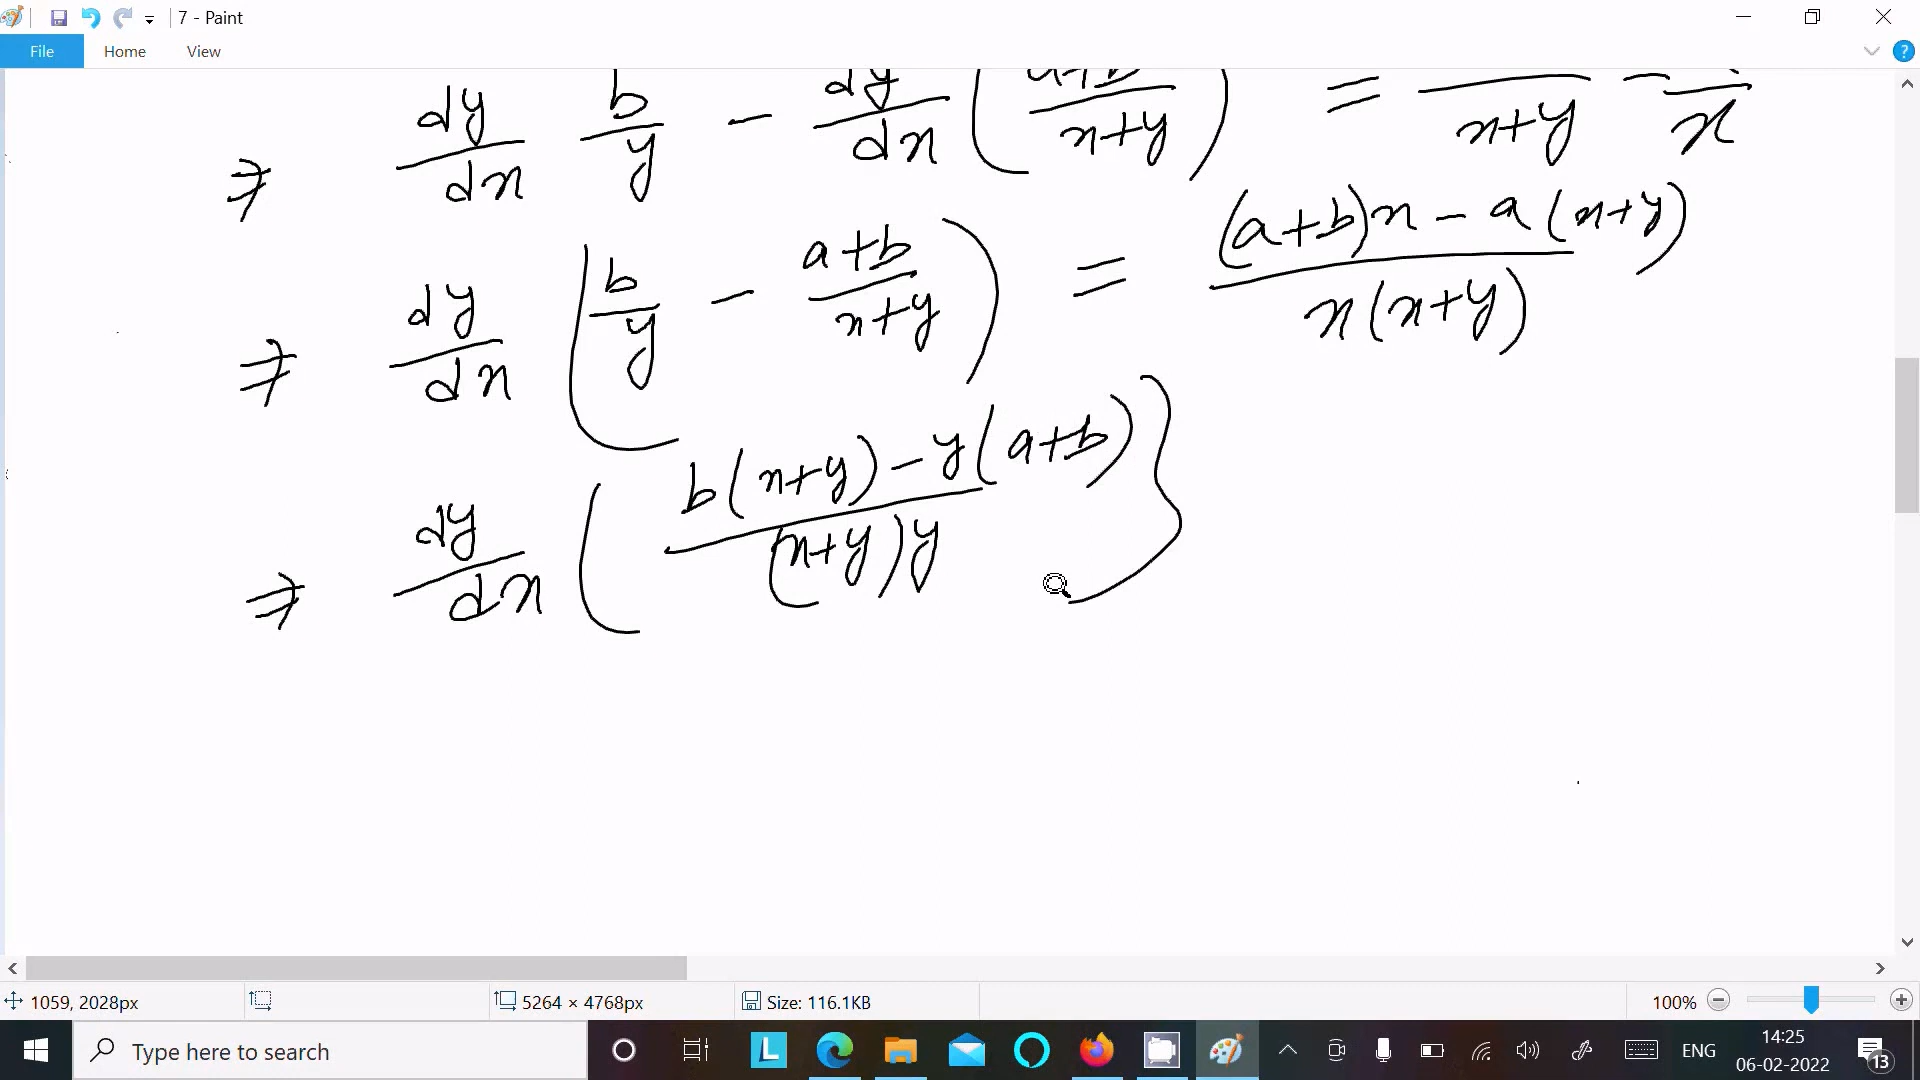 7 - Paint
File Home View
⇒ dy/dx b/y - dy/dx (a+b/x+y) = /x+y - /x
⇒ dy/dx (b/y - a+b/x+y) = (a+b)x - a(x+y)/x(x+y)
⇒ dy/dx (b(x+y) - y(a+b)/(x+y)y}
1059, 2028px 5264 × 4768px Size: 116.1KB 100%
Type here to search
L
ENG
14:25
06-02-2022
13